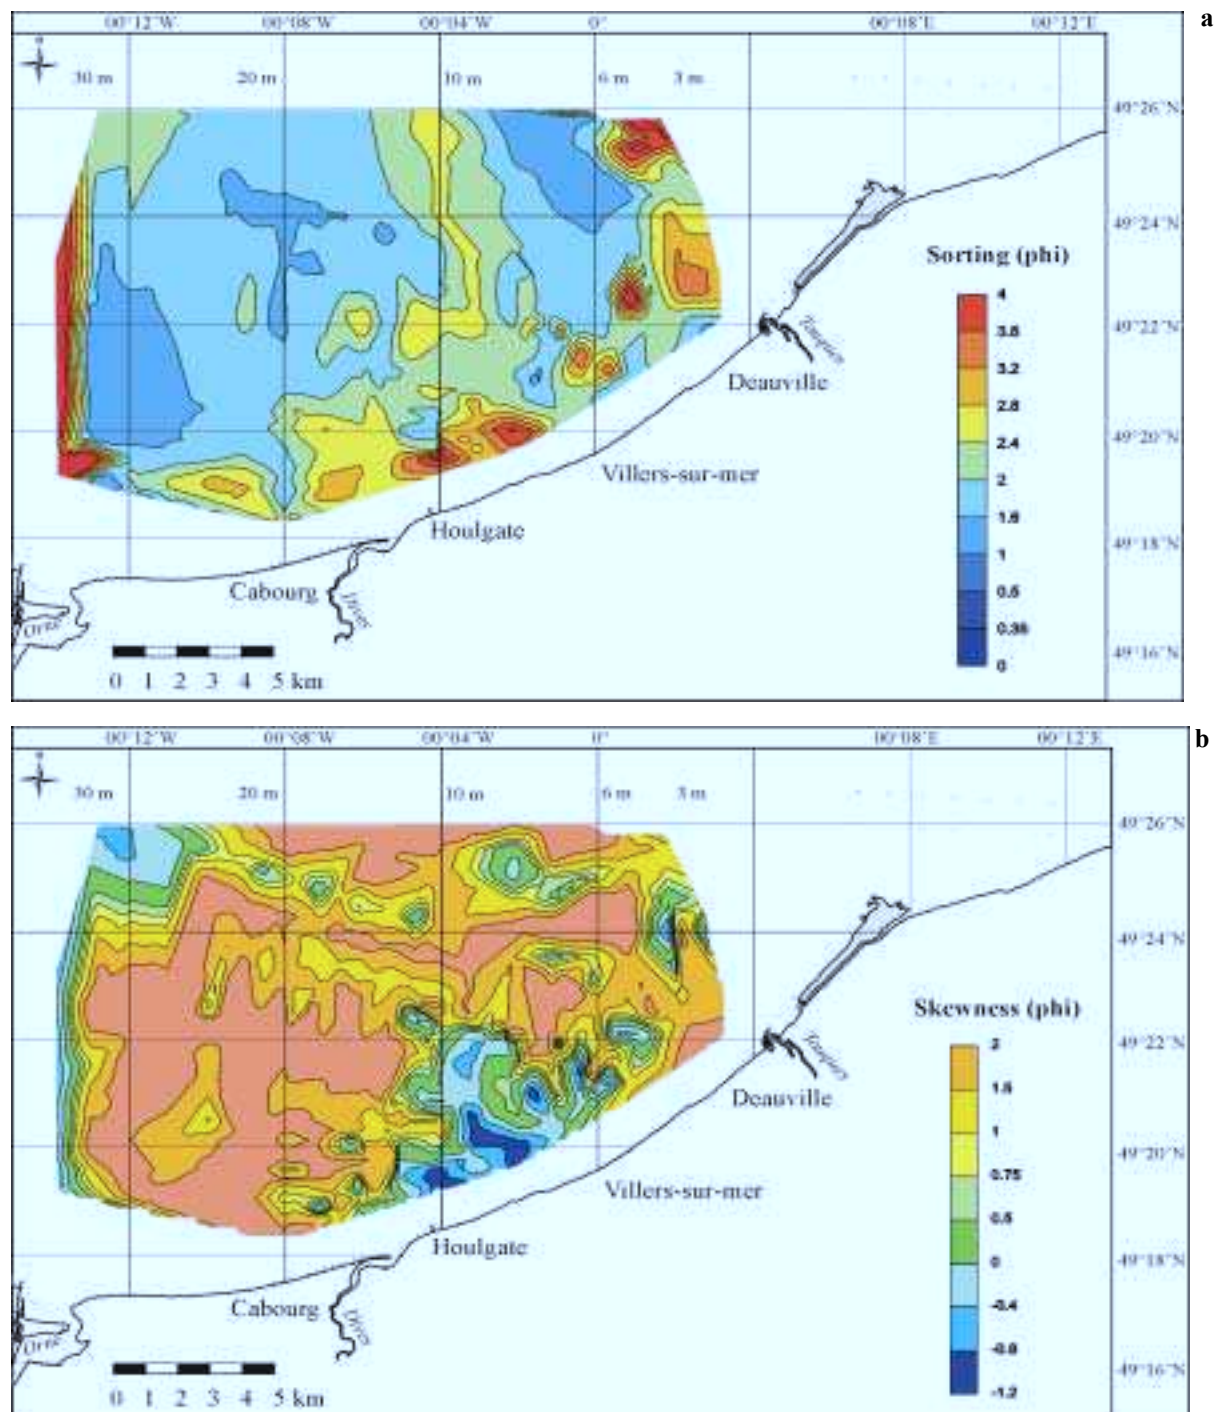 a
00°12'W 00°08'W 00°04'W 0° 00°08'E 00°12'E
30 m 20 m 10 m 6 m 3 m
49°26'N
49°24'N
Sorting (phi)
4
3.6
49°22'N
Touques
3.2
Deauville
2.8
2.4
49°20'N
2
Villers-sur-mer
1.6
Houlgate
49°18'N
1
Cabourg
Dives
0.5
Orne
0.35
49°16'N
0
0 1 2 3 4 5 km
b
00°12'W 00°08'W 00°04'W 0° 00°08'E 00°12'E
30 m 20 m 10 m 6 m 3 m
49°26'N
49°24'N
Skewness (phi)
2
49°22'N
Touques
1.5
Deauville
1
49°20'N
0.75
Villers-sur-mer
0.5
Houlgate
49°18'N
0
Cabourg
Dives
-0.4
Orne
-0.8
49°16'N
-1.2
0 1 2 3 4 5 km